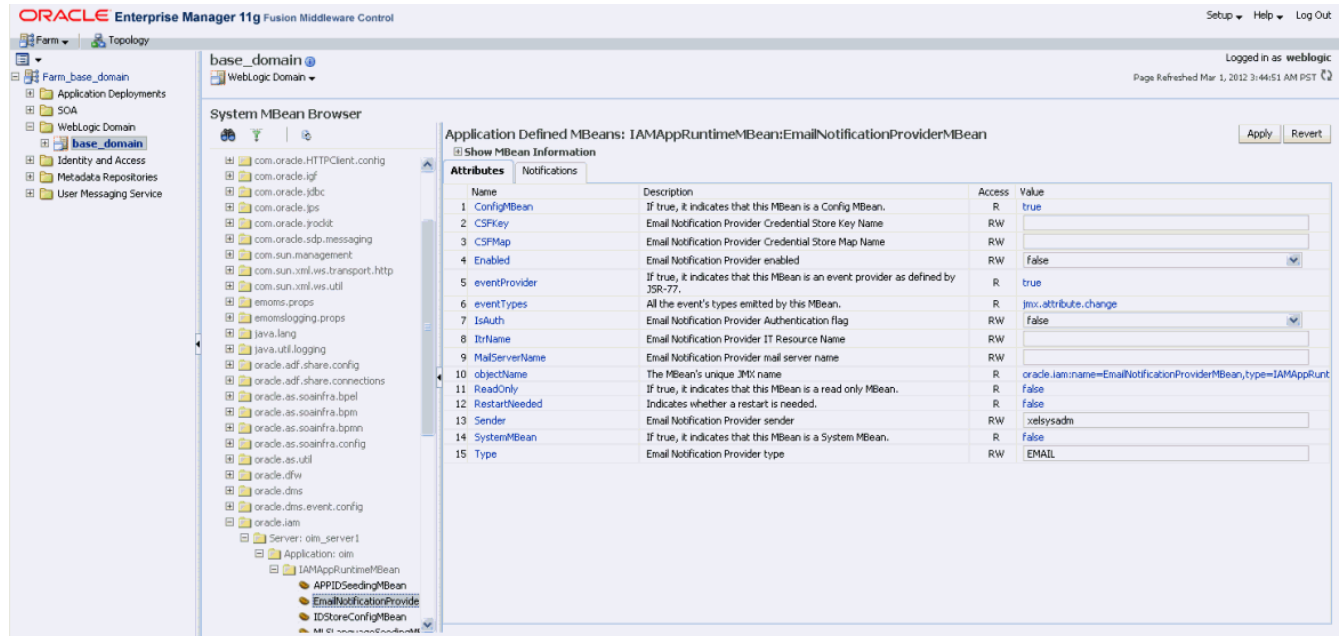 ORACLE Enterprise Manager 11g Fusion Middleware Control
Setup Help Log Out
Farm Topology
Farm_base_domain
Application Deployments
SOA
WebLogic Domain
base_domain
Identity and Access
Metadata Repositories
User Messaging Service
base_domain
WebLogic Domain
Logged in as weblogic
Page Refreshed Mar 1, 2012 3:44:51 AM PST
System MBean Browser
com.oracle.HTTPClient.config
com.oracle.igf
com.oracle.jdbc
com.oracle.jps
com.oracle.jrockit
com.oracle.sdp.messaging
com.sun.management
com.sun.xml.ws.transport.http
com.sun.xml.ws.util
emoms.props
emomslogging.props
java.lang
java.util.logging
oracle.adf.share.config
oracle.adf.share.connections
oracle.as.soainfra.bpel
oracle.as.soainfra.bpm
oracle.as.soainfra.bpmn
oracle.as.soainfra.config
oracle.as.util
oracle.dfw
oracle.dms
oracle.dms.event.config
oracle.iam
Server: oim_server1
Application: oim
IAMAppRuntimeMBean
APPIDSeedingMBean
EmailNotificationProvide
IDStoreConfigMBean
Application Defined MBeans: IAMAppRuntimeMBean:EmailNotificationProviderMBean
Apply Revert
Show MBean Information
Attributes Notifications
Name Description Access Value
1 ConfigMBean If true, it indicates that this MBean is a Config MBean. R true
2 CSFKey Email Notification Provider Credential Store Key Name RW
3 CSFMap Email Notification Provider Credential Store Map Name RW
4 Enabled Email Notification Provider enabled RW false
5 eventProvider If true, it indicates that this MBean is an event provider as defined by R true
JSR-77.
6 eventTypes All the event's types emitted by this MBean. R jmx.attribute.change
7 IsAuth Email Notification Provider Authentication flag RW false
8 ItrName Email Notification Provider IT Resource Name RW
9 MailServerName Email Notification Provider mail server name RW
10 objectName The MBean's unique JMX name R oracle.iam:name=EmailNotificationProviderMBean,type=IAMAppRunt
11 ReadOnly If true, it indicates that this MBean is a read only MBean. R false
12 RestartNeeded Indicates whether a restart is needed. R false
13 Sender Email Notification Provider sender RW xelsysadm
14 SystemMBean If true, it indicates that this MBean is a System MBean. R false
15 Type Email Notification Provider type RW EMAIL